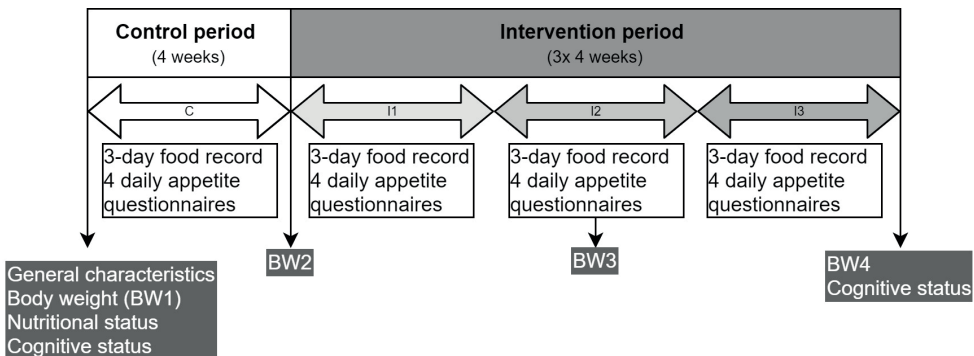 Control period
(4 weeks)
Intervention period
(3x 4 weeks)
C
I1
I2
I3
3-day food record
4 daily appetite
questionnaires
3-day food record
4 daily appetite
questionnaires
3-day food record
4 daily appetite
questionnaires
3-day food record
4 daily appetite
questionnaires
General characteristics
Body weight (BW1)
Nutritional status
Cognitive status
BW2
BW3
BW4
Cognitive status